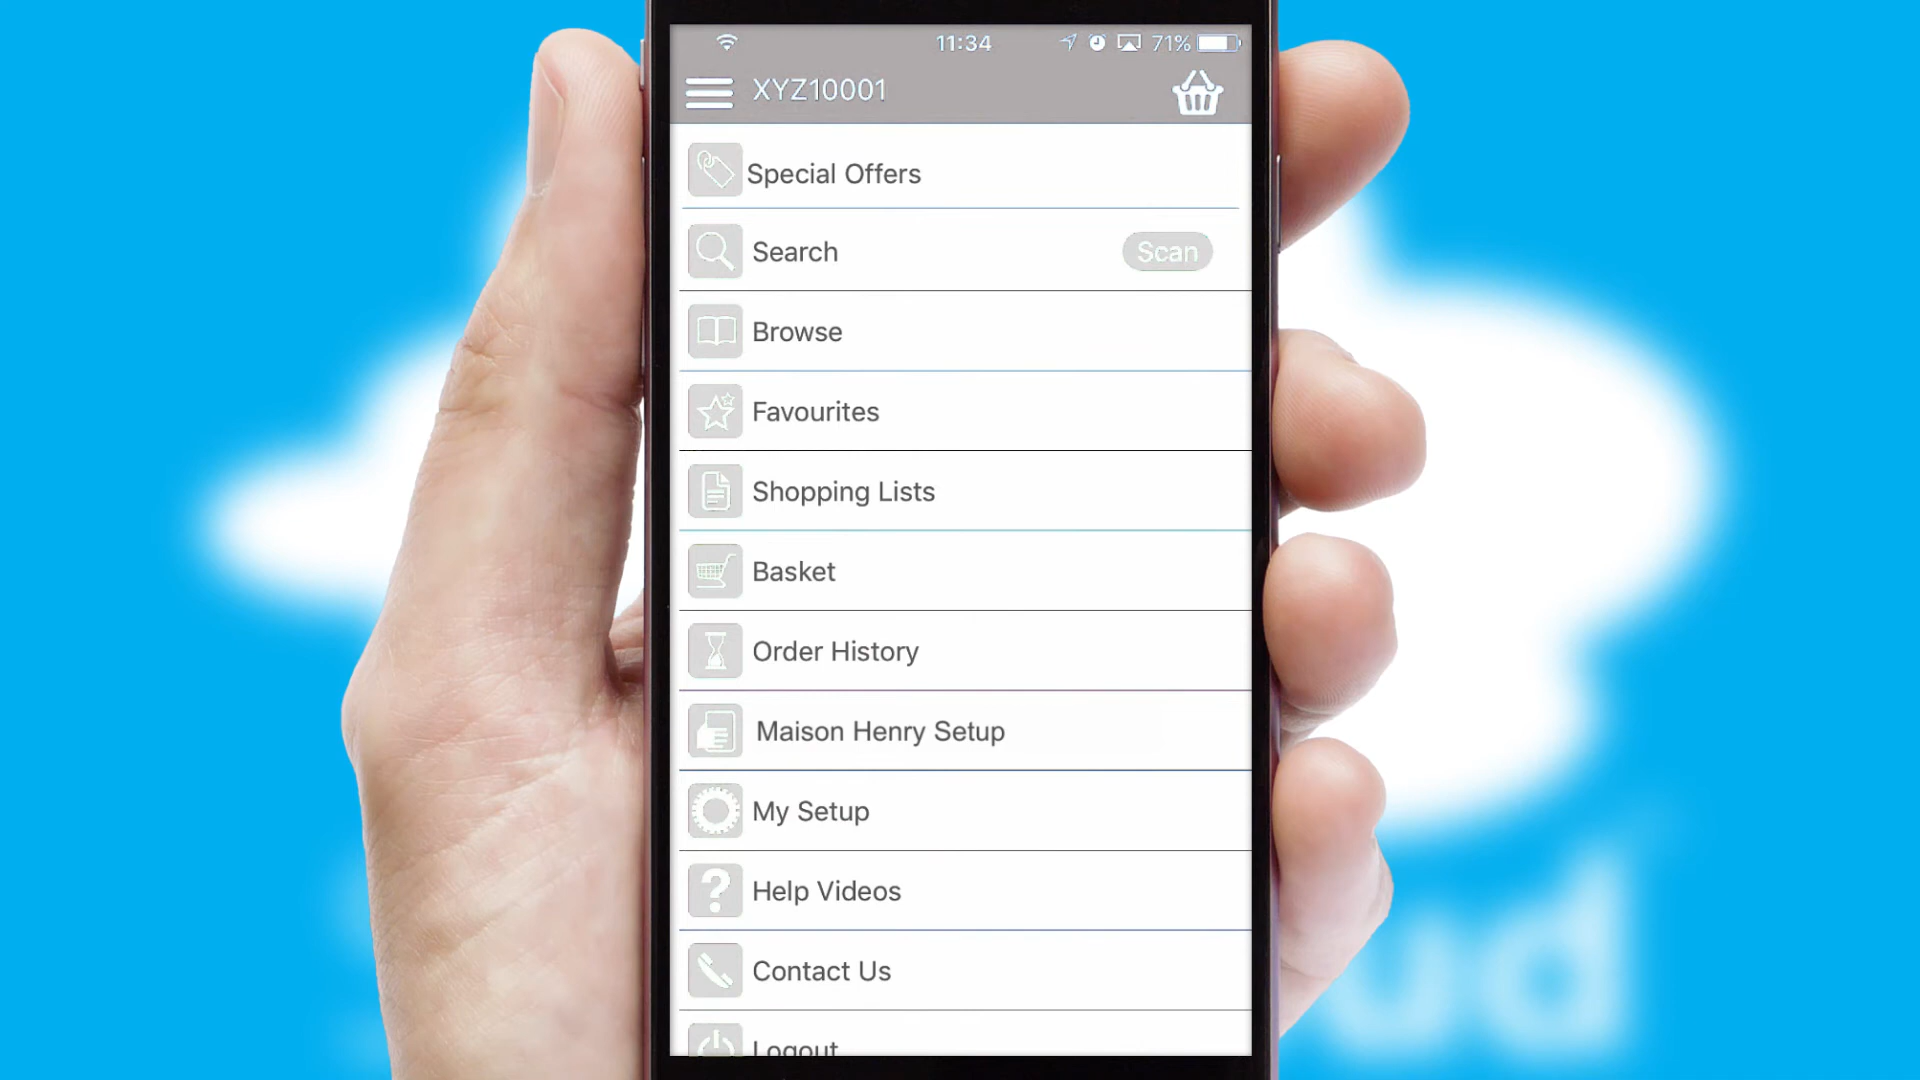 11:34
71%
XYZ10001
Special Offers
Search
Scan
Browse
Favourites
Shopping Lists
Basket
Order History
Maison Henry Setup
My Setup
Help Videos
Contact Us
Logout
ud